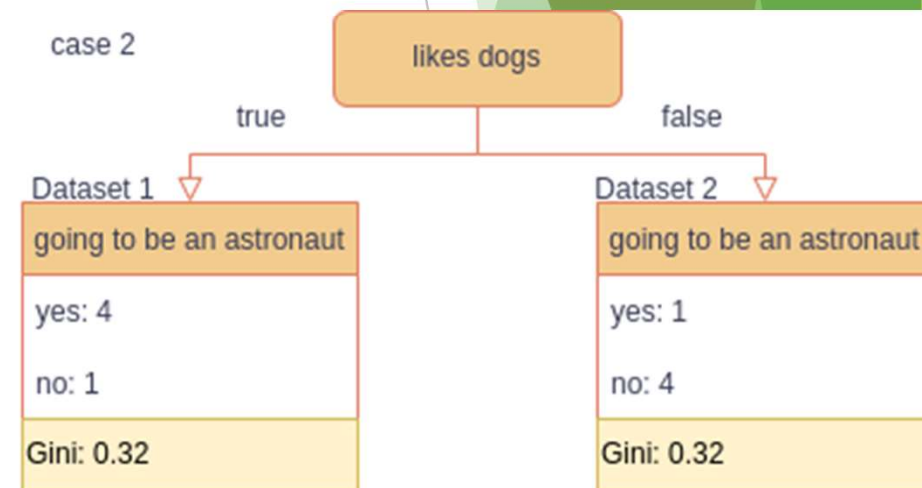 case 2
likes dogs
true
false
Dataset 1
Dataset 2
going to be an astronaut
going to be an astronaut
yes: 4
yes: 1
no: 1
no: 4
Gini: 0.32
Gini: 0.32